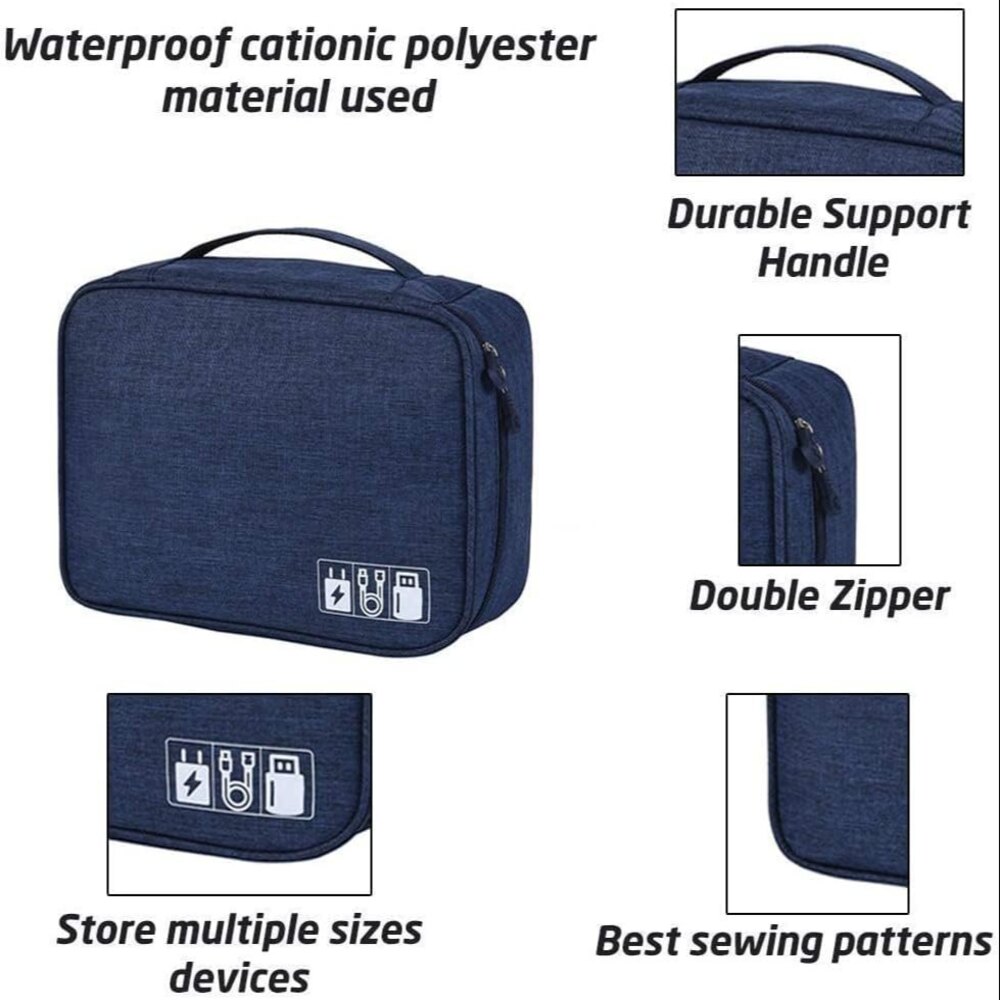 Waterproof cationic polyester
material used
Durable Support
Handle
Double Zipper
Store multiple sizes
devices
Best sewing patterns